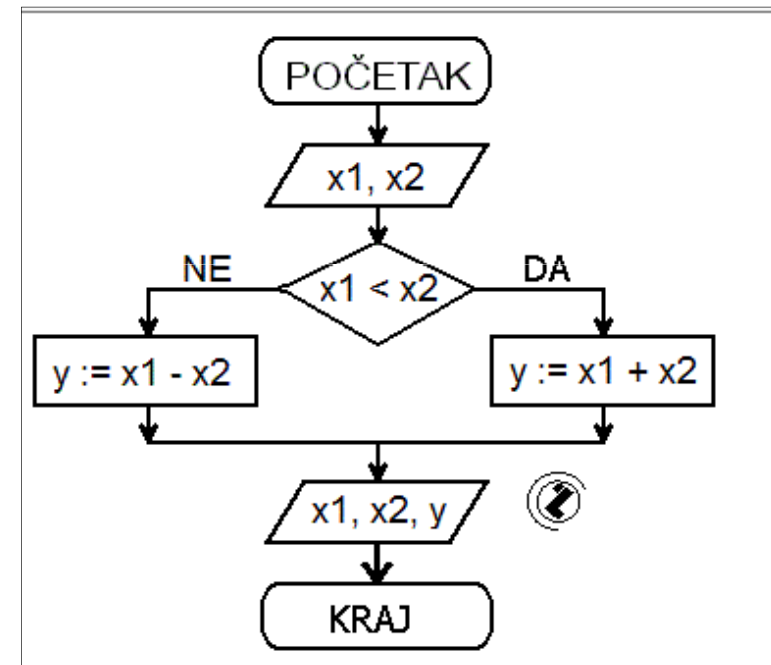 POČETAK
x1, x2
NE
x1 < x2
DA
y := x1 - x2
y := x1 + x2
x1, x2, y
KRAJ